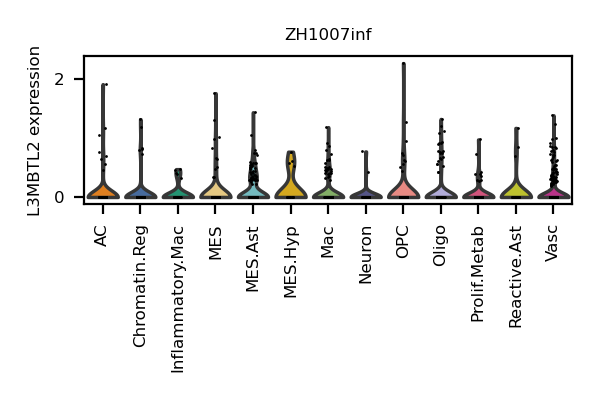 ZH1007inf
L3MBTL2 expression
2
0
AC
Chromatin.Reg
Inflammatory.Mac
MES
MES.Ast
MES.Hyp
Mac
Neuron
OPC
Oligo
Prolif.Metab
Reactive.Ast
Vasc